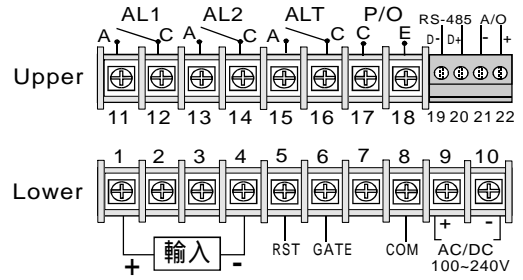 AL1 AL2 ALT P/O RS-485 A/O
A C A C A C C E D- D+ - +
Upper
11 12 13 14 15 16 17 18 19 20 21 22
1 2 3 4 5 6 7 8 9 10
Lower
+ 輸入 - RST GATE COM + -
AC/DC
100~240V